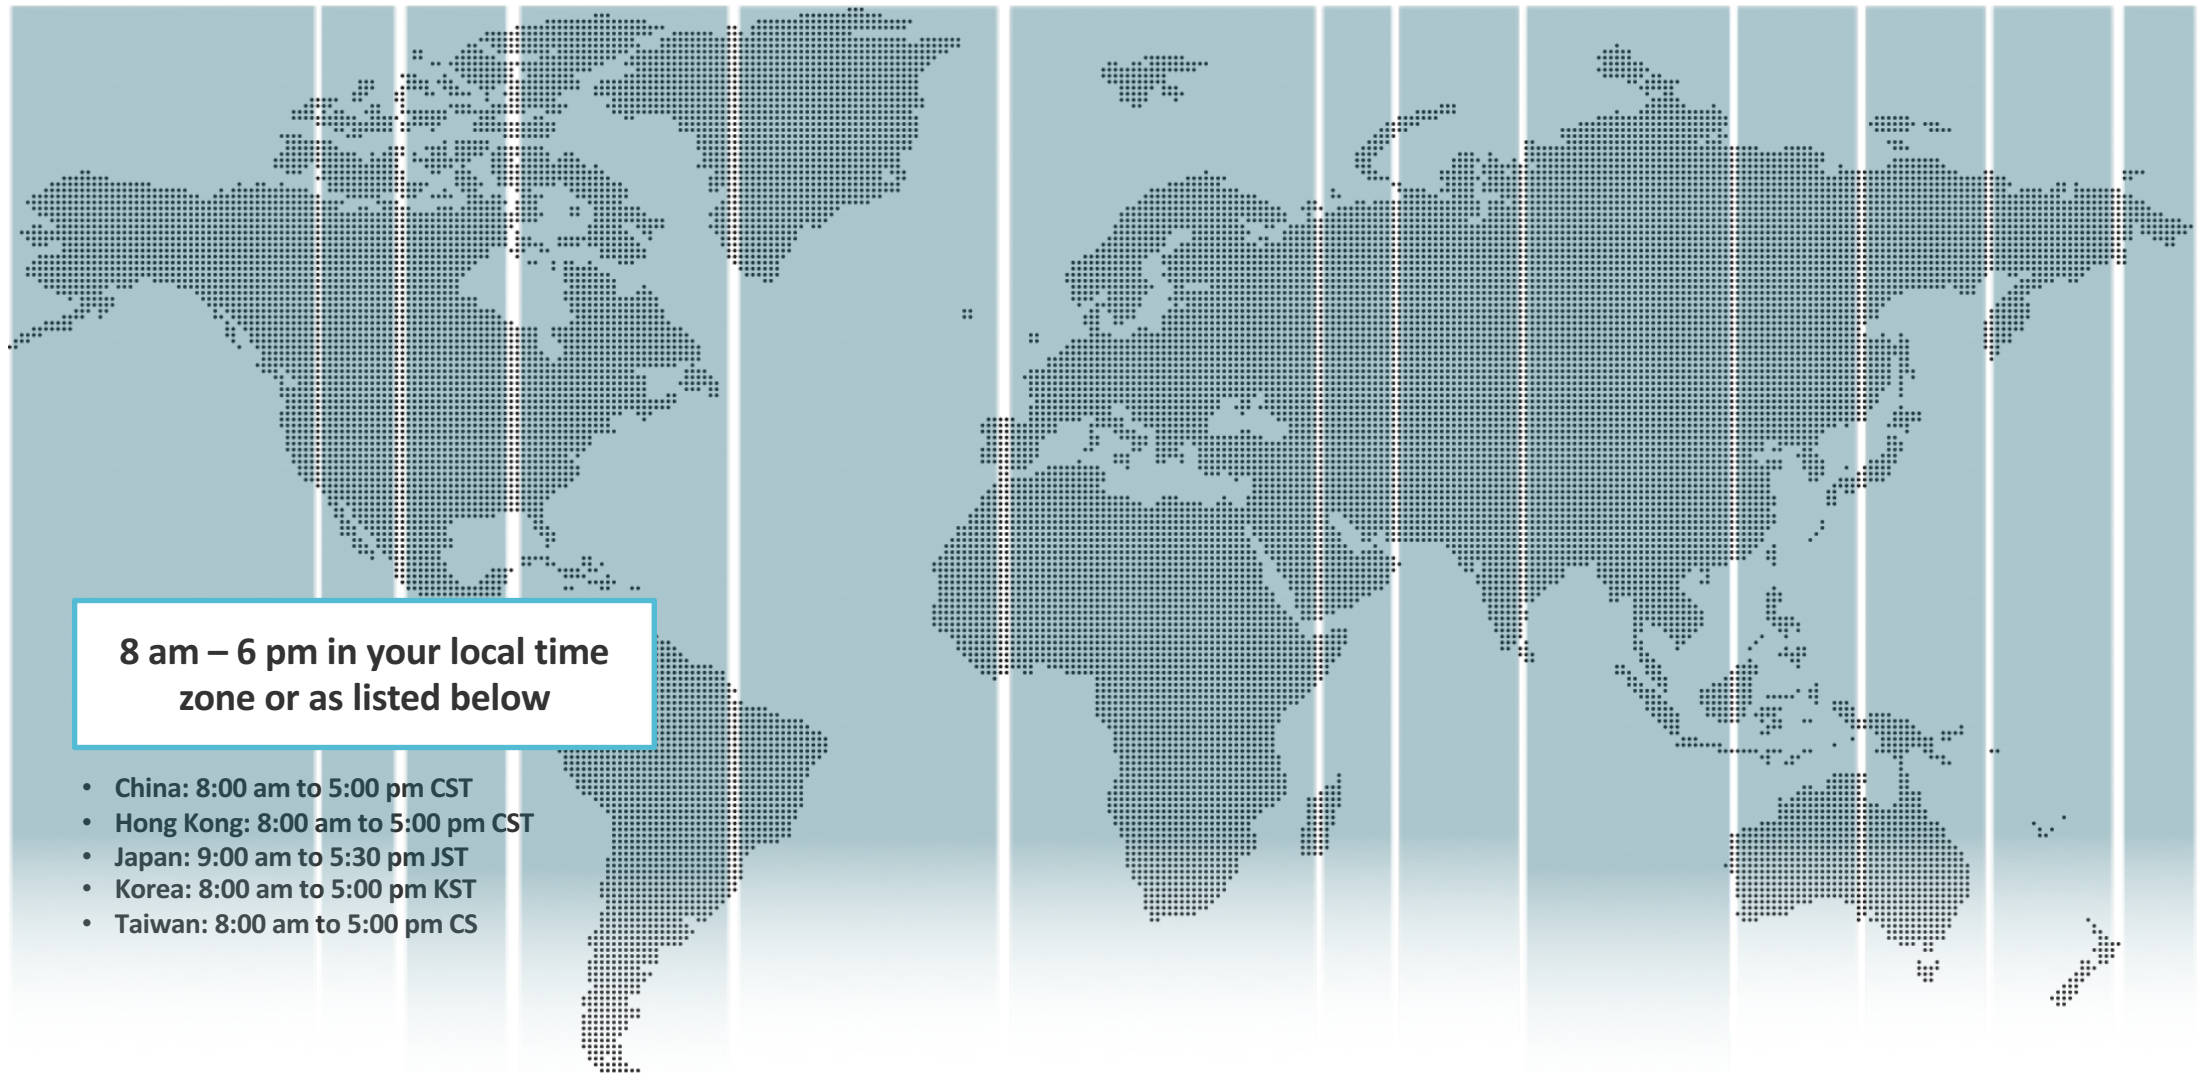 8 am – 6 pm in your local time
zone or as listed below
• China: 8:00 am to 5:00 pm CST
• Hong Kong: 8:00 am to 5:00 pm CST
• Japan: 9:00 am to 5:30 pm JST
• Korea: 8:00 am to 5:00 pm KST
• Taiwan: 8:00 am to 5:00 pm CS